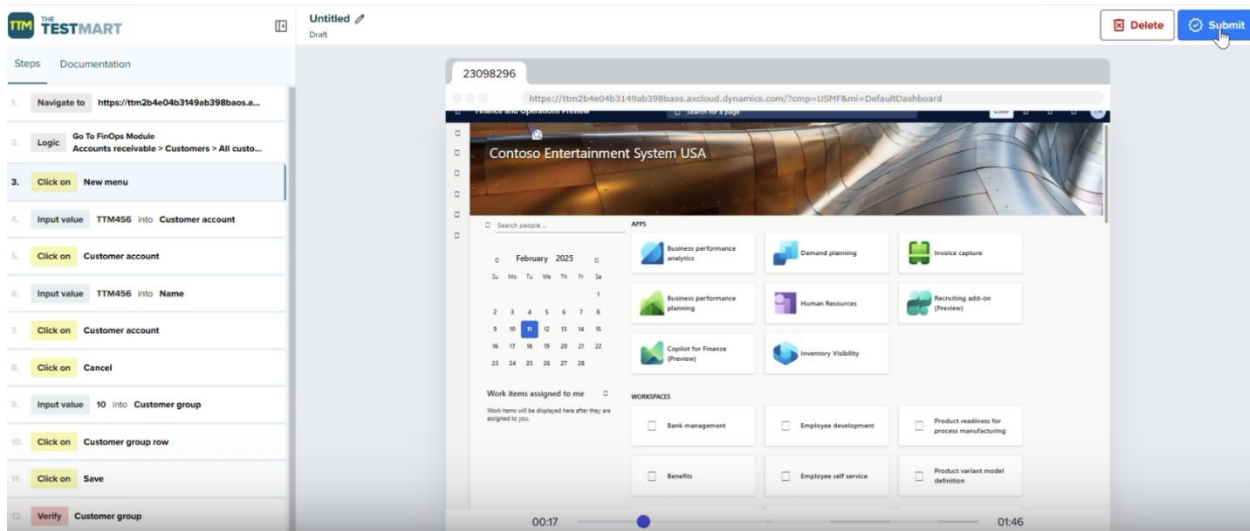 TTM THE TESTMART
Steps Documentation
1. Navigate to https://ttm2b4e04b3149ab398baos.a...
2. Logic Go To FinOps Module
Accounts receivable > Customers > All custo...
3. Click on New menu
4. Input value TTM456 into Customer account
5. Click on Customer account
6. Input value TTM456 into Name
7. Click on Customer account
8. Click on Cancel
9. Input value 10 into Customer group
10. Click on Customer group row
11. Click on Save
12. Verify Customer group
Untitled
Draft
Delete
Submit
23098296
https://ttm2b4e04b3149ab398baos.axcloud.dynamics.com/?cmp=USMF&mi=DefaultDashboard
Finance and Operations Preview
Search for a page
Contoso Entertainment System USA
Search people ...
February 2025
Su Mo Tu We Th Fr Sa
1
2 3 4 5 6 7 8
9 10 11 12 13 14 15
16 17 18 19 20 21 22
23 24 25 26 27 28
Work items assigned to me
Work items will be displayed here after they are
assigned to you.
APPS
Business performance
analytics
Demand planning
Invoice capture
Business performance
planning
Human Resources
Recruiting add-on
(Preview)
Copilot for Finance
(Preview)
Inventory Visibility
WORKSPACES
Bank management
Employee development
Product readiness for
process manufacturing
Benefits
Employee self service
Product variant model
definition
00:17
01:46